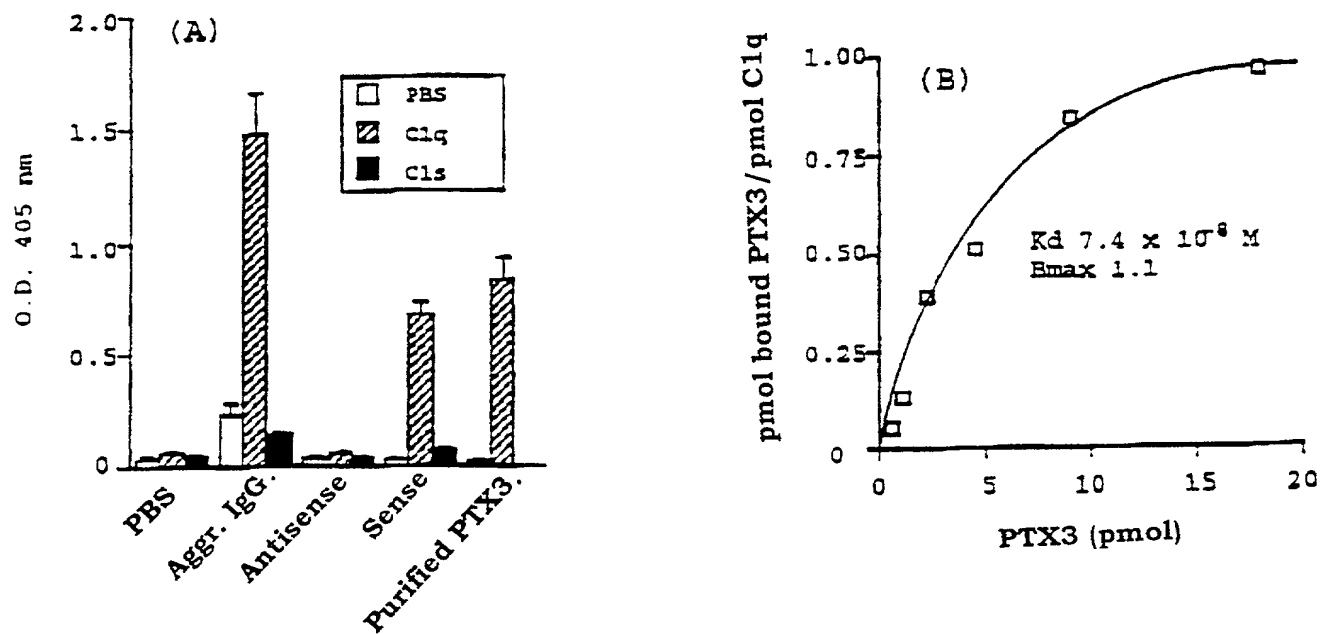 (A)
2.0
1.5
1.0
0.5
0
O.D. 405 nm
PBS
C1q
C1s
PBS
Aggr. IgG.
Antisense
Sense
Purified PTX3.
(B)
1.00
0.75
0.50
0.25
0
pmol bound PTX3/pmol C1q
Kd 7.4 x 10⁻⁸ M
Bmax 1.1
0
5
10
15
20
PTX3 (pmol)